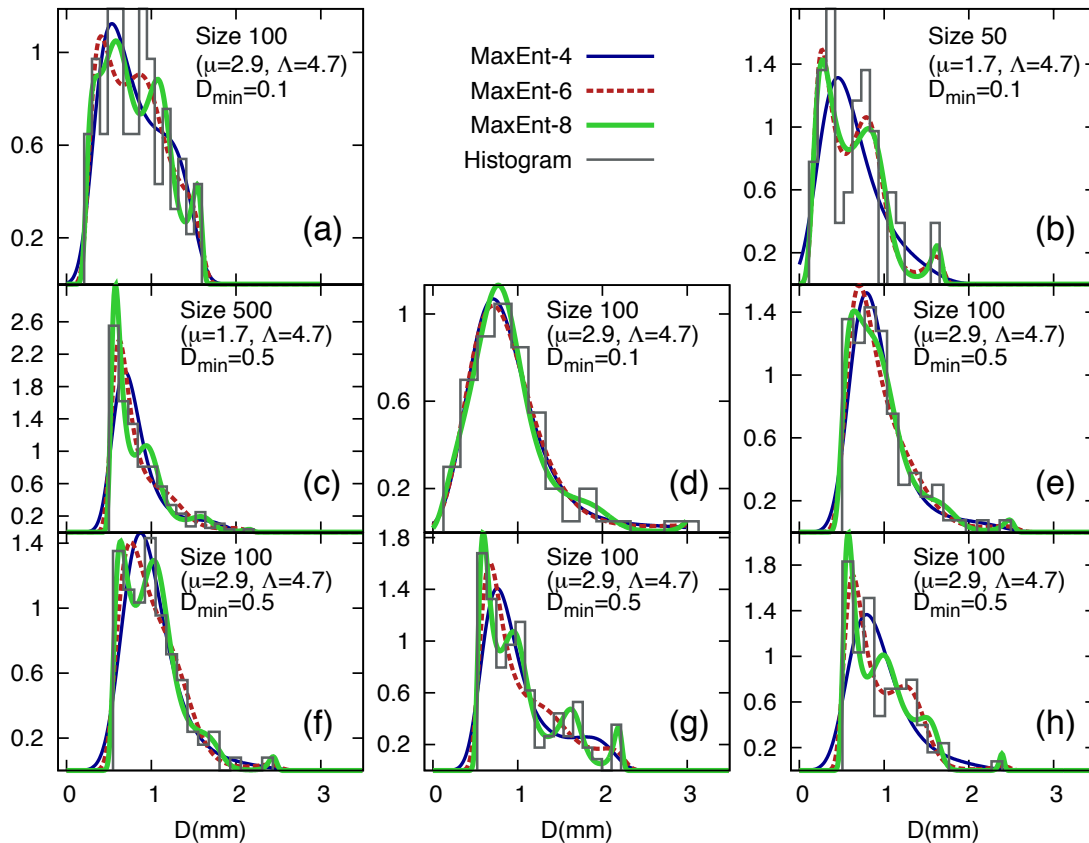 1
0.6
0.2
Size 100
(μ=2.9, Λ=4.7)
D_min=0.1
(a)
MaxEnt-4
MaxEnt-6
MaxEnt-8
Histogram
1.4
1
0.6
0.2
Size 50
(μ=1.7, Λ=4.7)
D_min=0.1
(b)
2.6
2.2
1.8
1.4
1
0.6
0.2
Size 500
(μ=1.7, Λ=4.7)
D_min=0.5
(c)
1
0.6
0.2
Size 100
(μ=2.9, Λ=4.7)
D_min=0.1
(d)
1.4
1
0.6
0.2
Size 100
(μ=2.9, Λ=4.7)
D_min=0.5
(e)
1.4
1
0.6
0.2
Size 100
(μ=2.9, Λ=4.7)
D_min=0.5
(f)
0 1 2 3
D(mm)
1.8
1.4
1
0.6
0.2
Size 100
(μ=2.9, Λ=4.7)
D_min=0.5
(g)
0 1 2 3
D(mm)
1.8
1.4
1
0.6
0.2
Size 100
(μ=2.9, Λ=4.7)
D_min=0.5
(h)
0 1 2 3
D(mm)